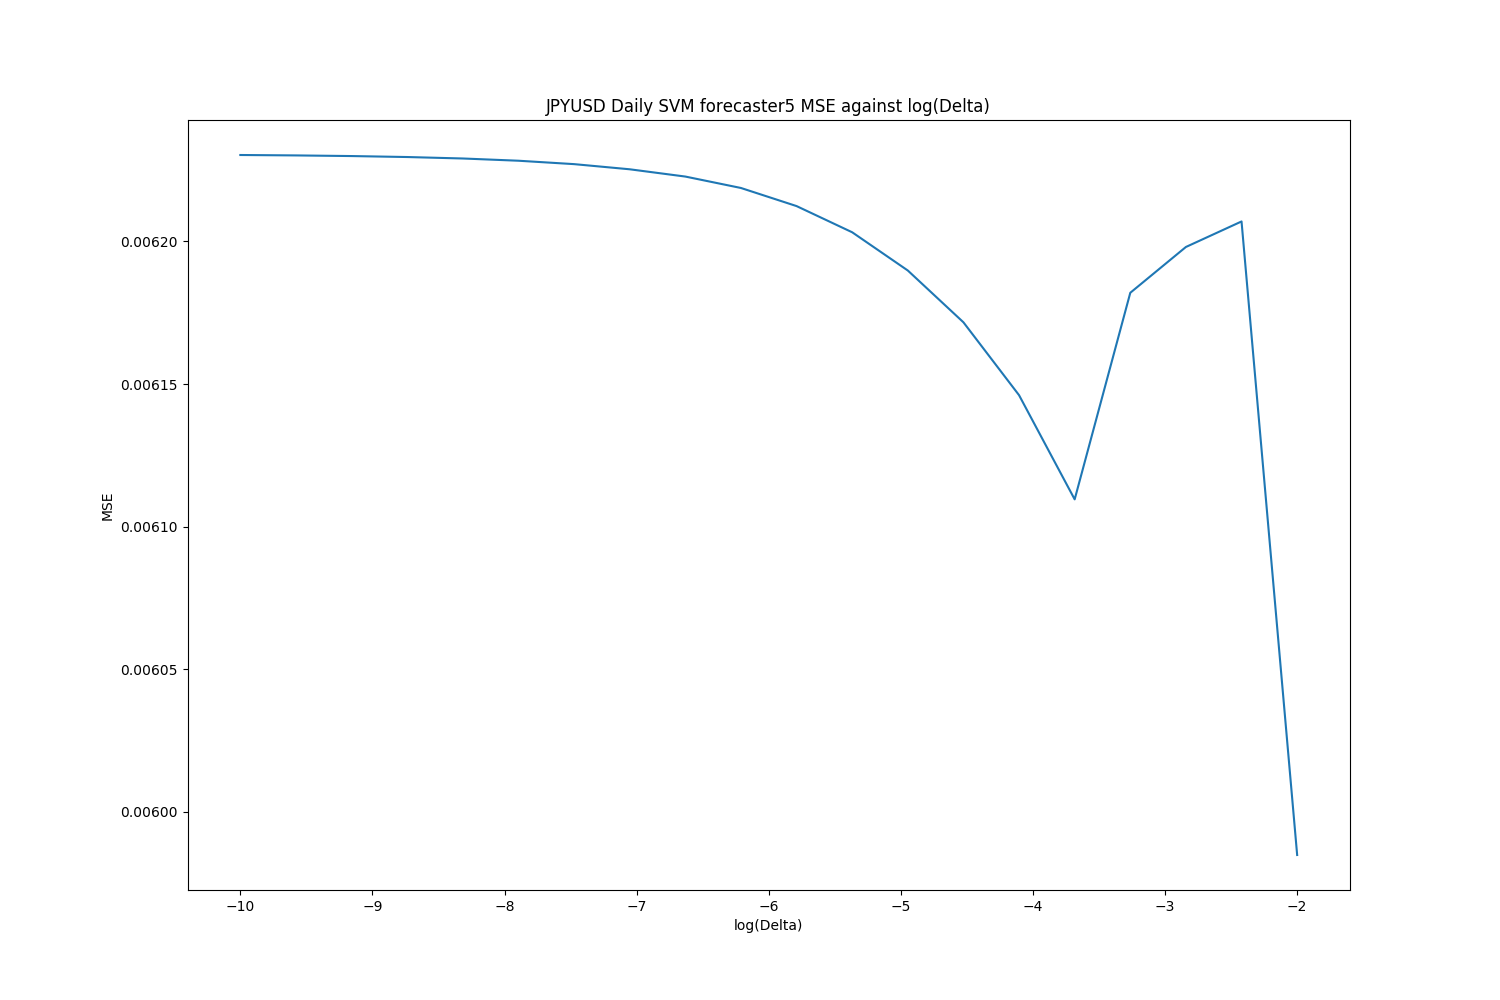 JPYUSD Daily SVM forecaster5 MSE against log(Delta)
0.00620
0.00615
MSE
0.00610
0.00605
0.00600
−10 −9 −8 −7 −6 −5 −4 −3 −2
log(Delta)